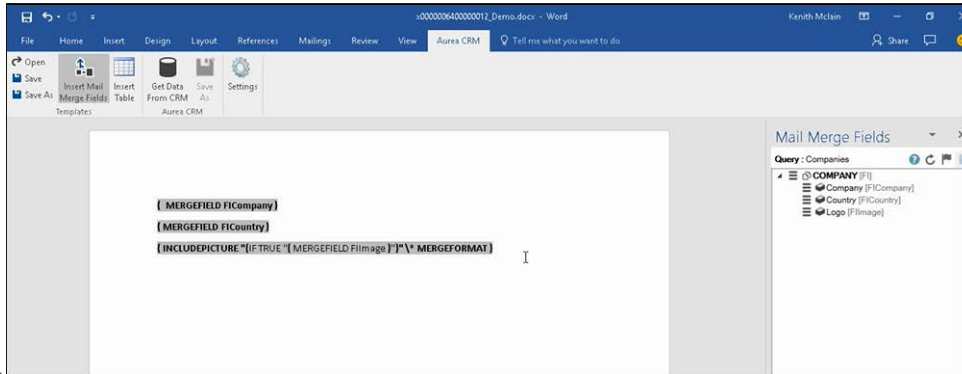 x0000006400000012_Demo.docx - Word
Kenith Mclain
File Home Insert Design Layout References Mailings Review View Aurea CRM Tell me what you want to do
Share
Open
Save
Save As
Insert Mail Merge Fields
Insert Table
Get Data From CRM
Save As
Settings
Templates
Aurea CRM
Mail Merge Fields
Query : Companies
COMPANY [FI]
Company [FICompany]
Country [FICountry]
Logo [FIImage]
{ MERGEFIELD FICompany }
{ MERGEFIELD FICountry }
{ INCLUDEPICTURE "{IF TRUE "{ MERGEFIELD FIImage }"}"\* MERGEFORMAT }